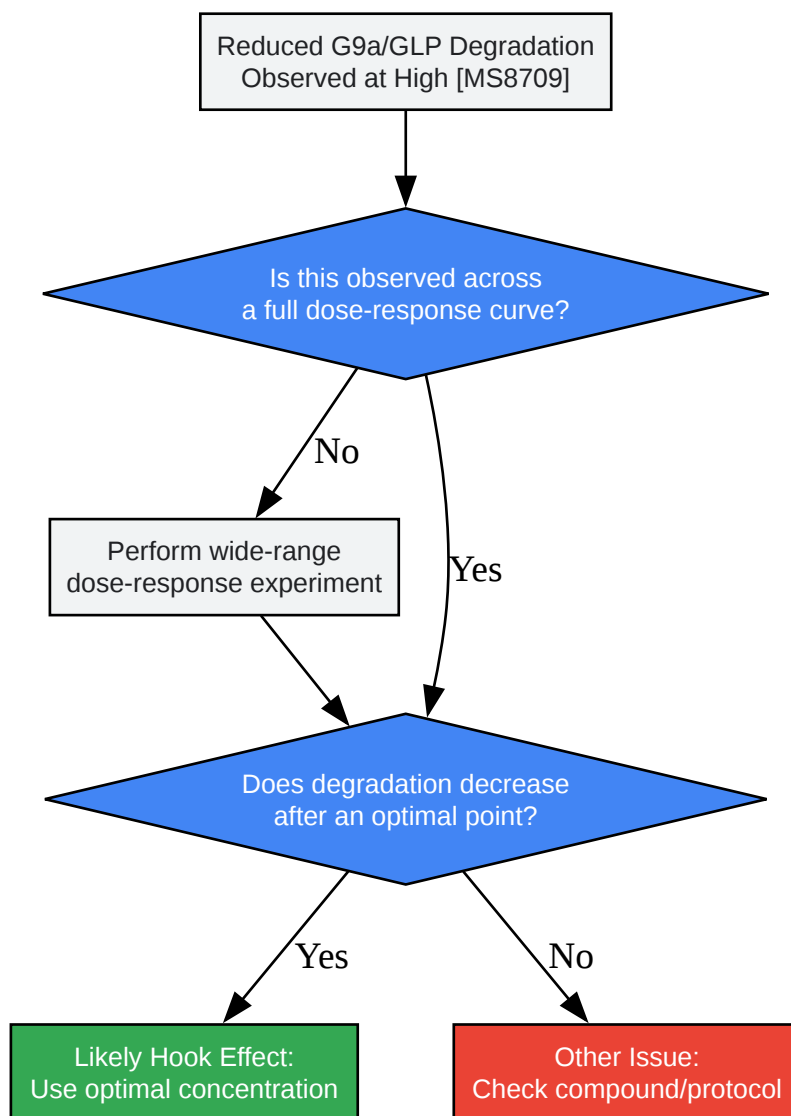 Reduced G9a/GLP Degradation
Observed at High [MS8709]
Is this observed across
a full dose-response curve?
No
Perform wide-range
dose-response experiment
Yes
Does degradation decrease
after an optimal point?
Yes
No
Likely Hook Effect:
Use optimal concentration
Other Issue:
Check compound/protocol